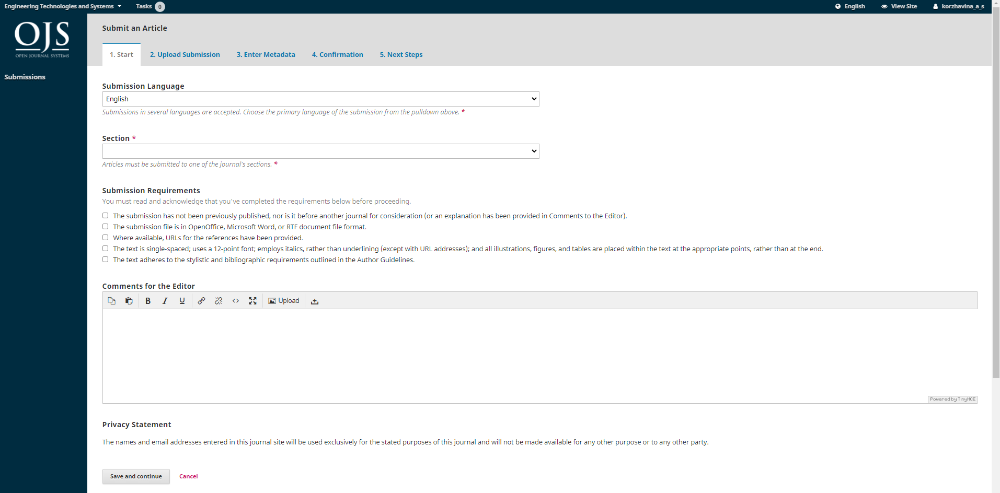 Engineering Technologies and Systems
Tasks 0
English
View Site
korzhavina_a_s
OJS
OPEN JOURNAL SYSTEMS
Submissions
Submit an Article
1. Start
2. Upload Submission
3. Enter Metadata
4. Confirmation
5. Next Steps
Submission Language
English
Submissions in several languages are accepted. Choose the primary language of the submission from the pulldown above. *
Section *
Articles must be submitted to one of the journal's sections. *
Submission Requirements
You must read and acknowledge that you've completed the requirements below before proceeding.
The submission has not been previously published, nor is it before another journal for consideration (or an explanation has been provided in Comments to the Editor).
The submission file is in OpenOffice, Microsoft Word, or RTF document file format.
Where available, URLs for the references have been provided.
The text is single-spaced; uses a 12-point font; employs italics, rather than underlining (except with URL addresses); and all illustrations, figures, and tables are placed within the text at the appropriate points, rather than at the end.
The text adheres to the stylistic and bibliographic requirements outlined in the Author Guidelines.
Comments for the Editor
B I U <> Upload
Powered by TinyMCE
Privacy Statement
The names and email addresses entered in this journal site will be used exclusively for the stated purposes of this journal and will not be made available for any other purpose or to any other party.
Save and continue
Cancel